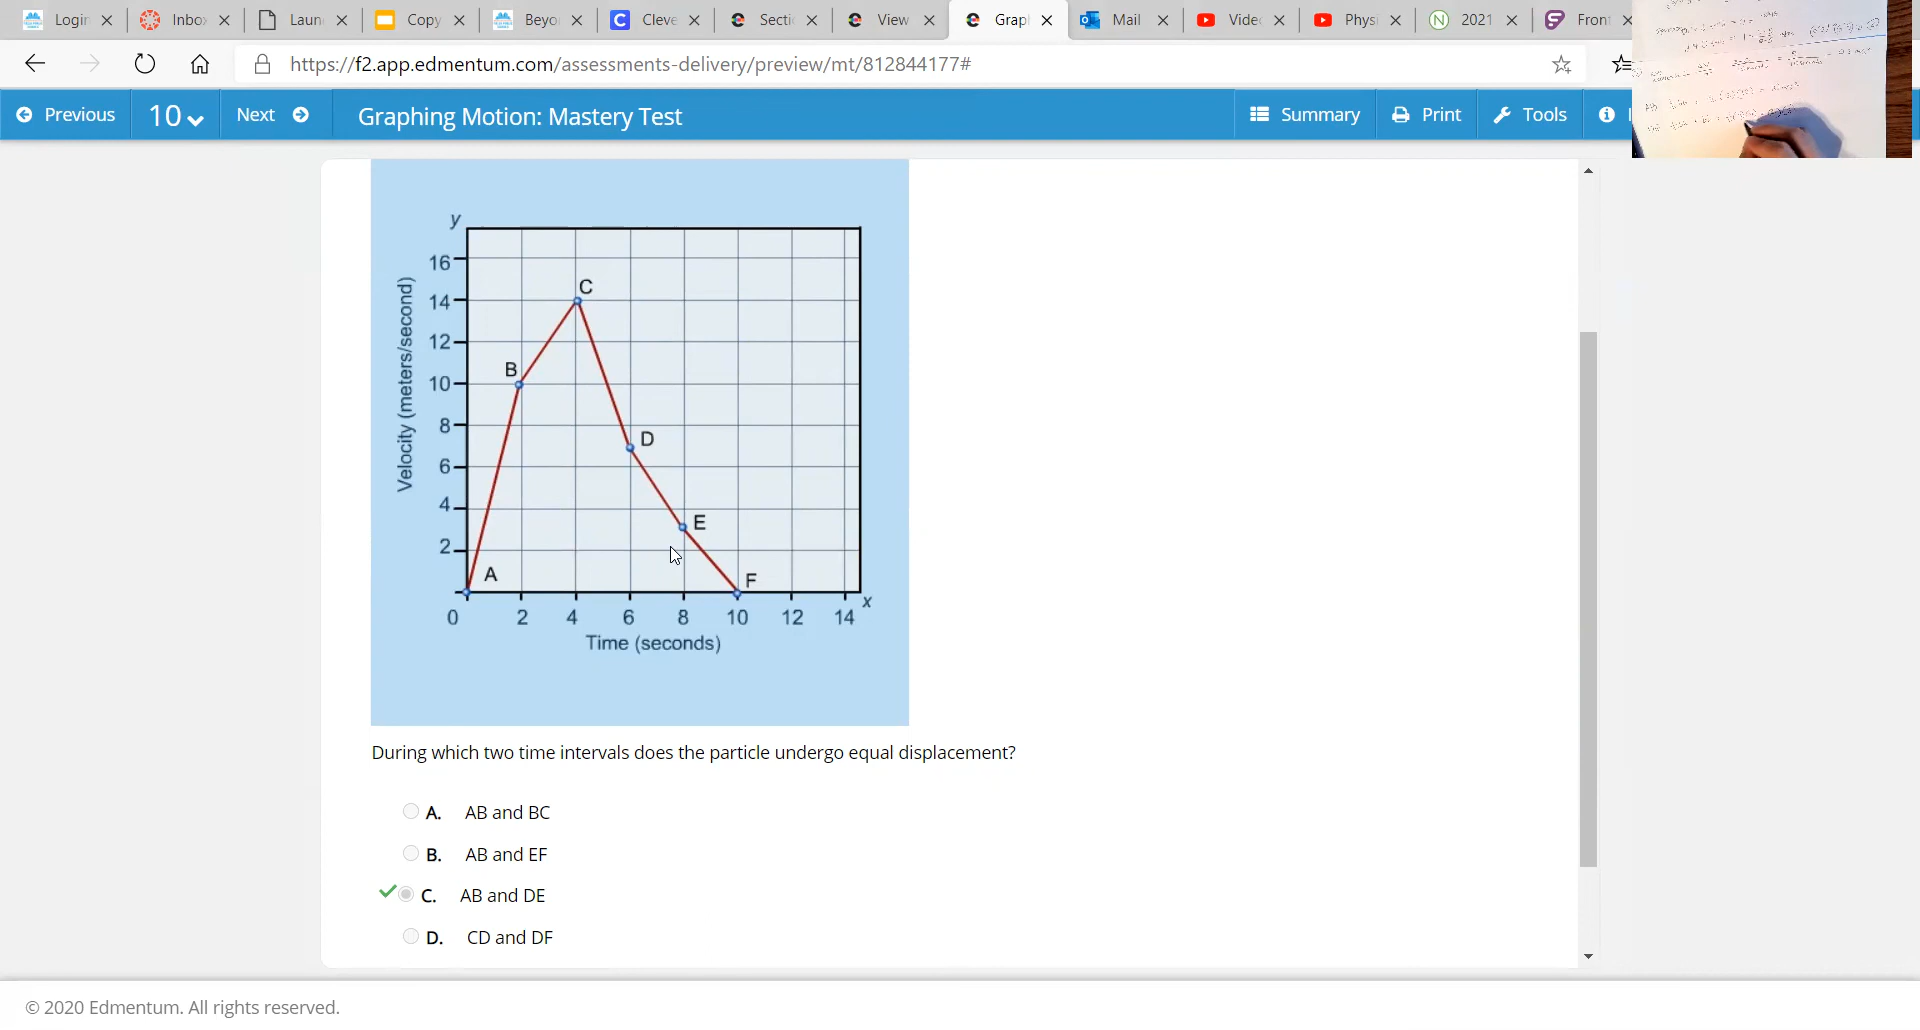 Login
Inbo
Laun
Copy
Beyo
Cleve
Secti
View
Grap
Mail
Vide
Physi
2021
Fron
https://f2.app.edmentum.com/assessments-delivery/preview/mt/812844177#
Previous
10
Next
Graphing Motion: Mastery Test
Summary
Print
Tools
y
16
14
12
10
8
6
4
2
0
Velocity (meters/second)
A
B
C
D
E
F
x
2 4 6 8 10 12 14
Time (seconds)
During which two time intervals does the particle undergo equal displacement?
A. AB and BC
B. AB and EF
C. AB and DE
D. CD and DF
© 2020 Edmentum. All rights reserved.